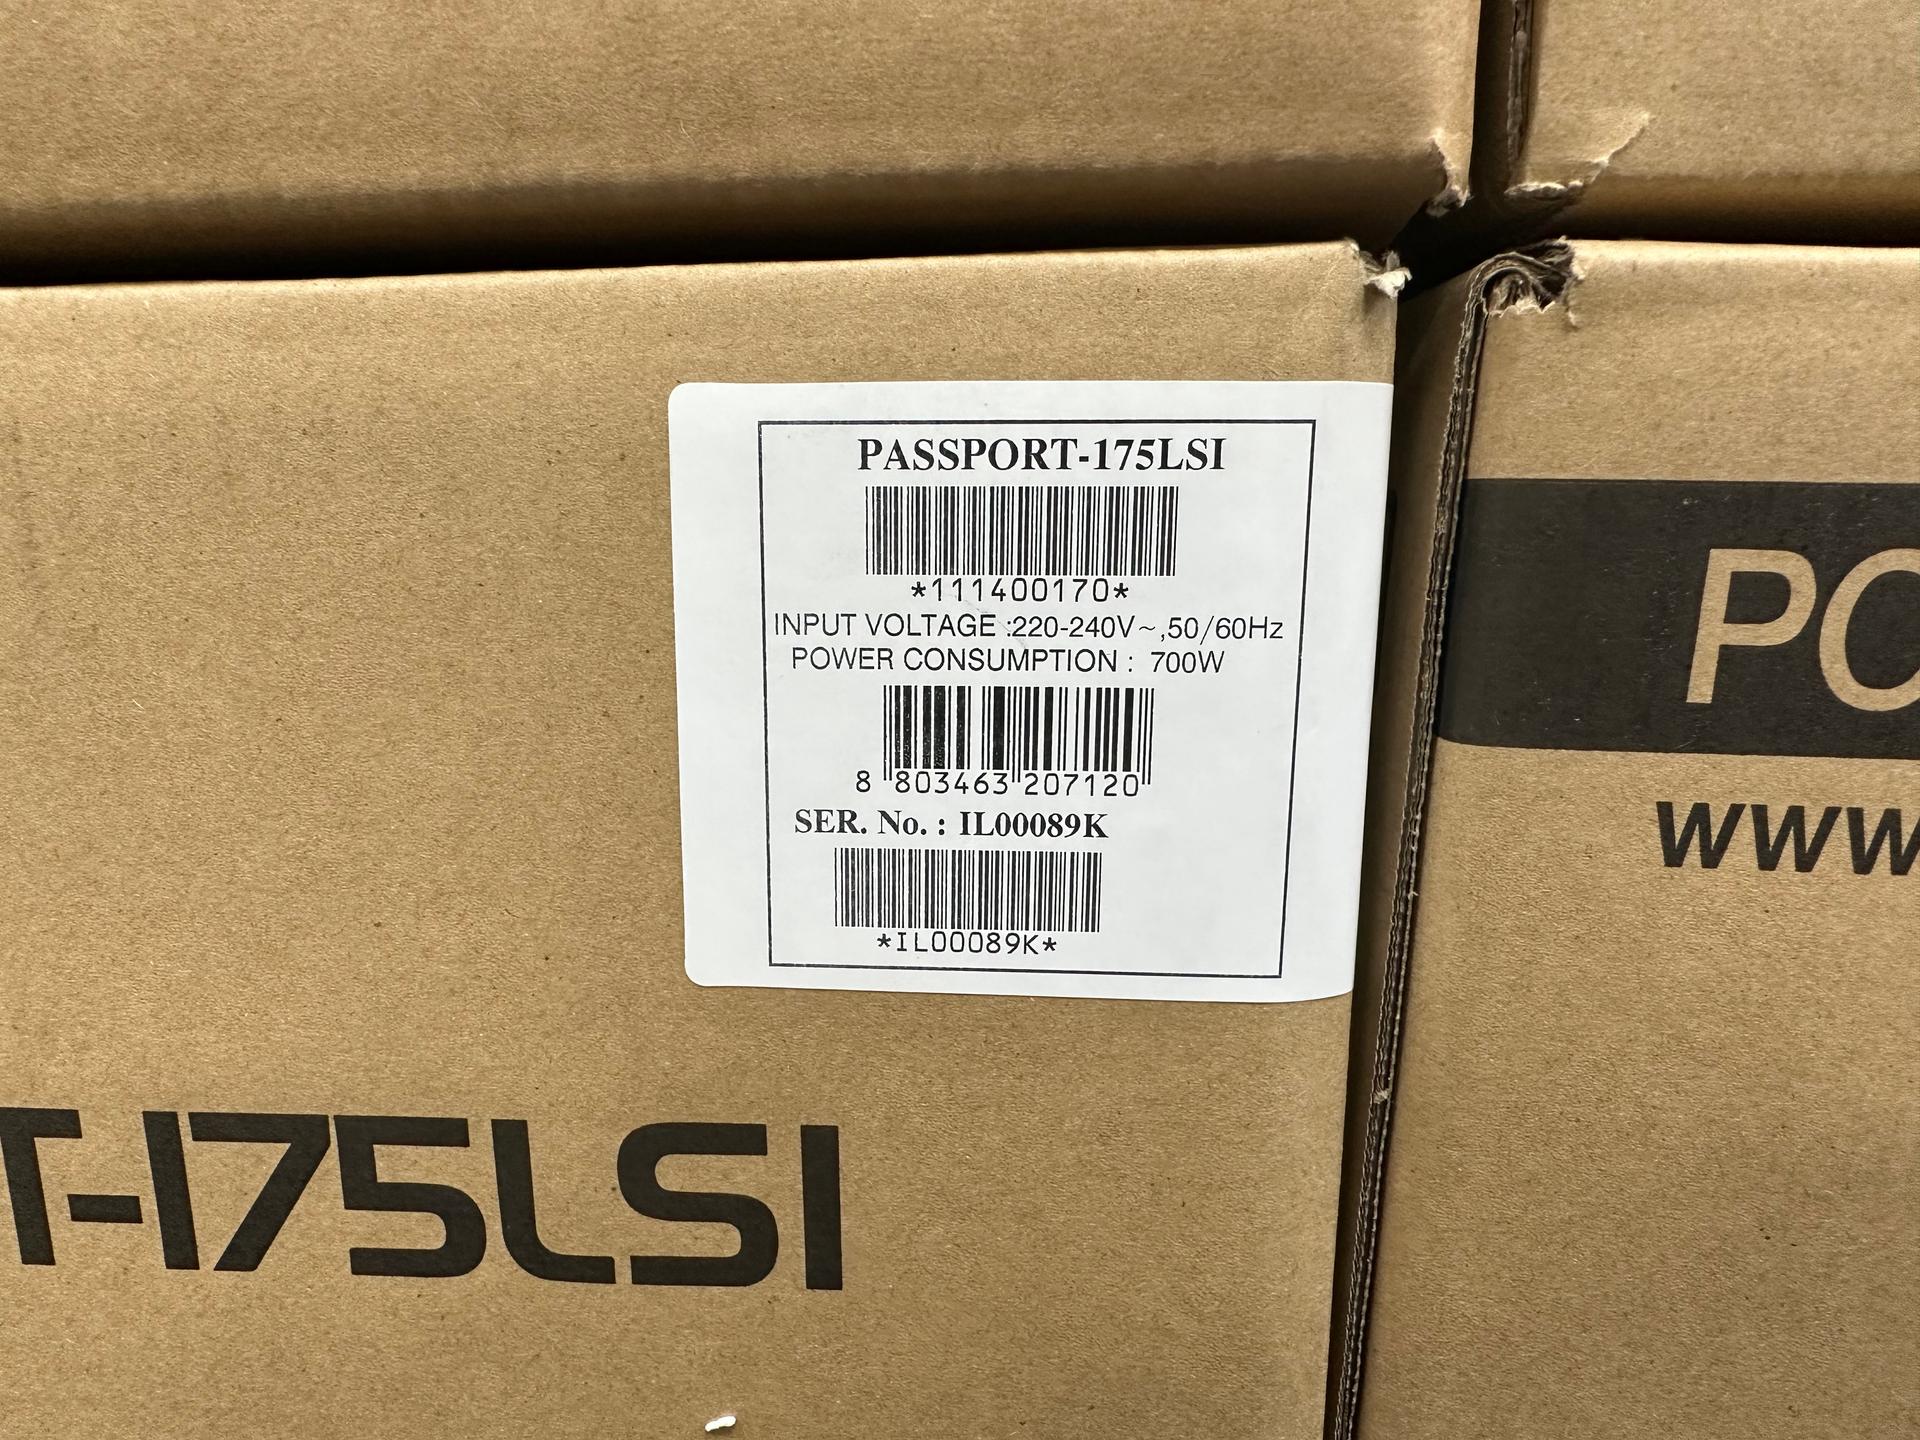 PASSPORT-175LSI
*111400170*
INPUT VOLTAGE :220-240V~,50/60Hz
POWER CONSUMPTION : 700W
8 803463 207120
SER. No. : IL00089K
*IL00089K*
T-175LSI
PO
www